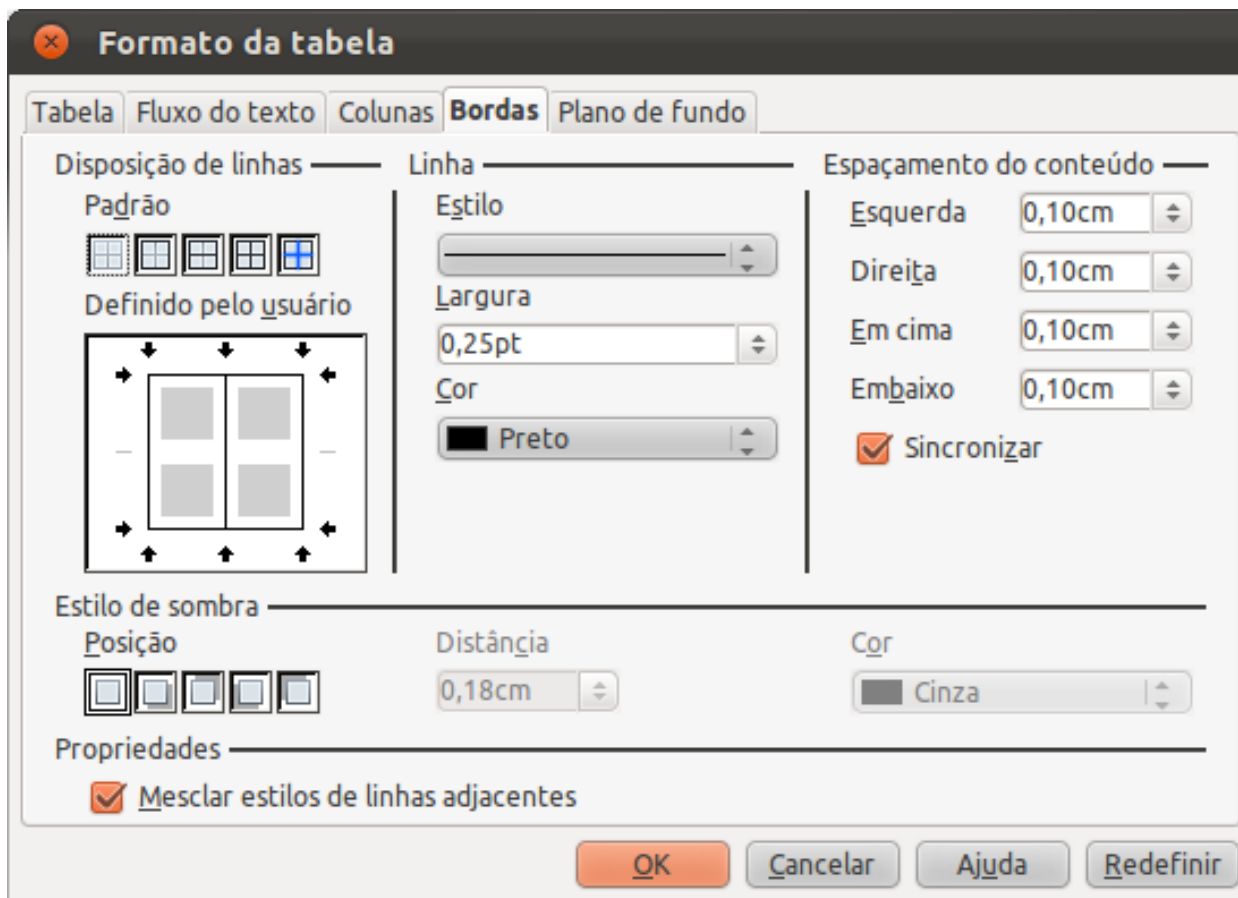 Formato da tabela
Tabela Fluxo do texto Colunas Bordas Plano de fundo
Disposição de linhas
Padrão
Definido pelo usuário
Linha
Estilo
Largura
0,25pt
Cor
Preto
Espaçamento do conteúdo
Esquerda 0,10cm
Direita 0,10cm
Em cima 0,10cm
Embaixo 0,10cm
Sincronizar
Estilo de sombra
Posição
Distância
0,18cm
Cor
Cinza
Propriedades
Mesclar estilos de linhas adjacentes
OK Cancelar Ajuda Redefinir